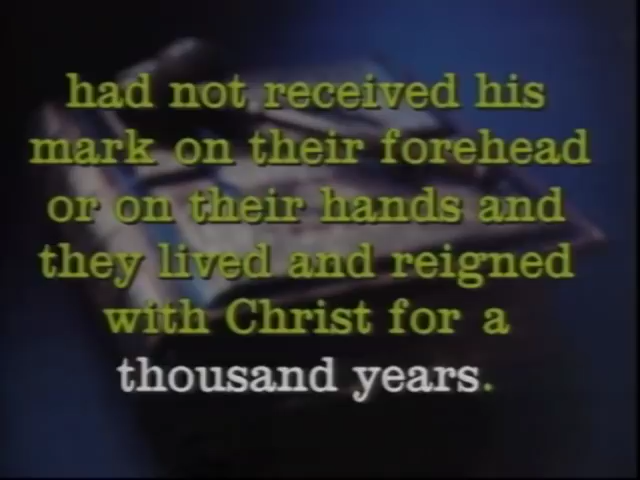 had not received his
mark on their forehead
or on their hands and
they lived and reigned
with Christ for a
thousand years.